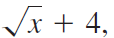 √x + 4,